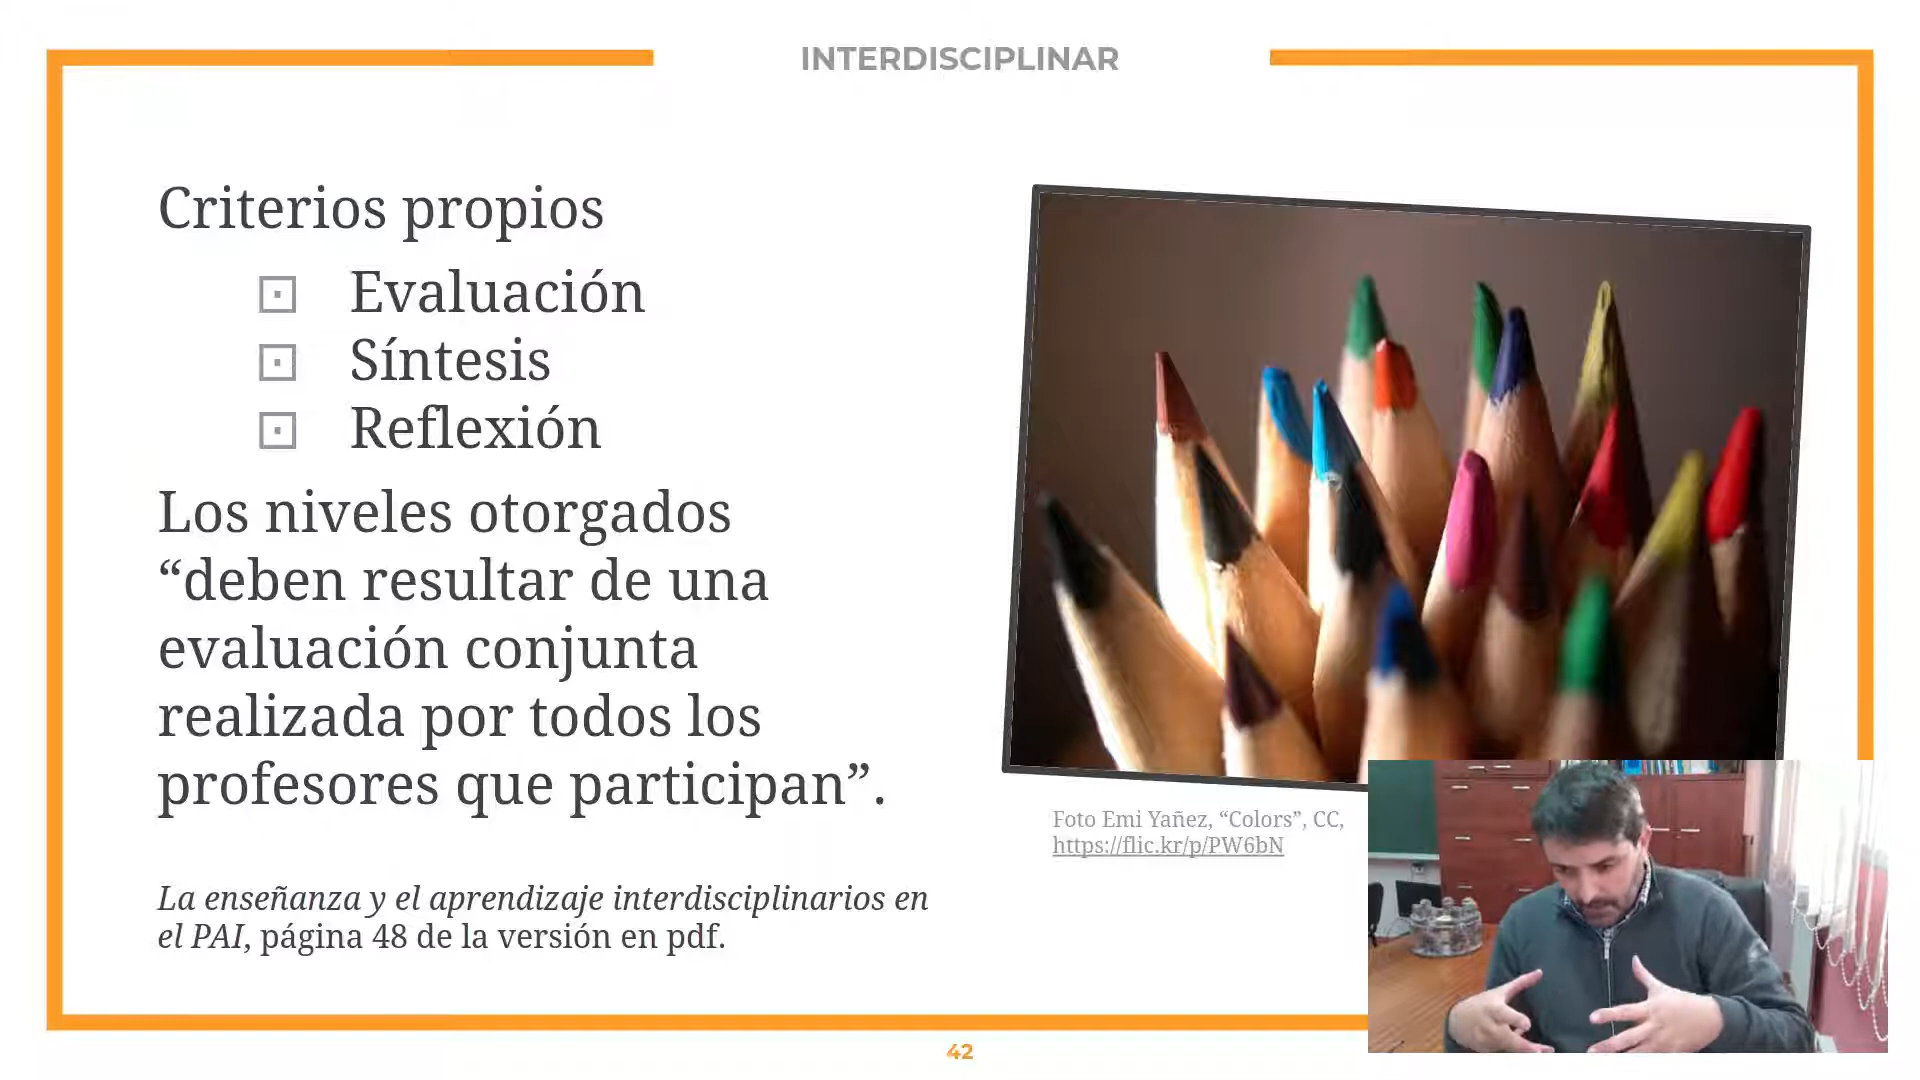 INTERDISCIPLINAR
Criterios propios
Evaluación
Síntesis
Reflexión
Los niveles otorgados
“deben resultar de una
evaluación conjunta
realizada por todos los
profesores que participan”.
La enseñanza y el aprendizaje interdisciplinarios en
el PAI, página 48 de la versión en pdf.
Foto Emi Yañez, “Colors”, CC,
https://flic.kr/p/PW6bN
42